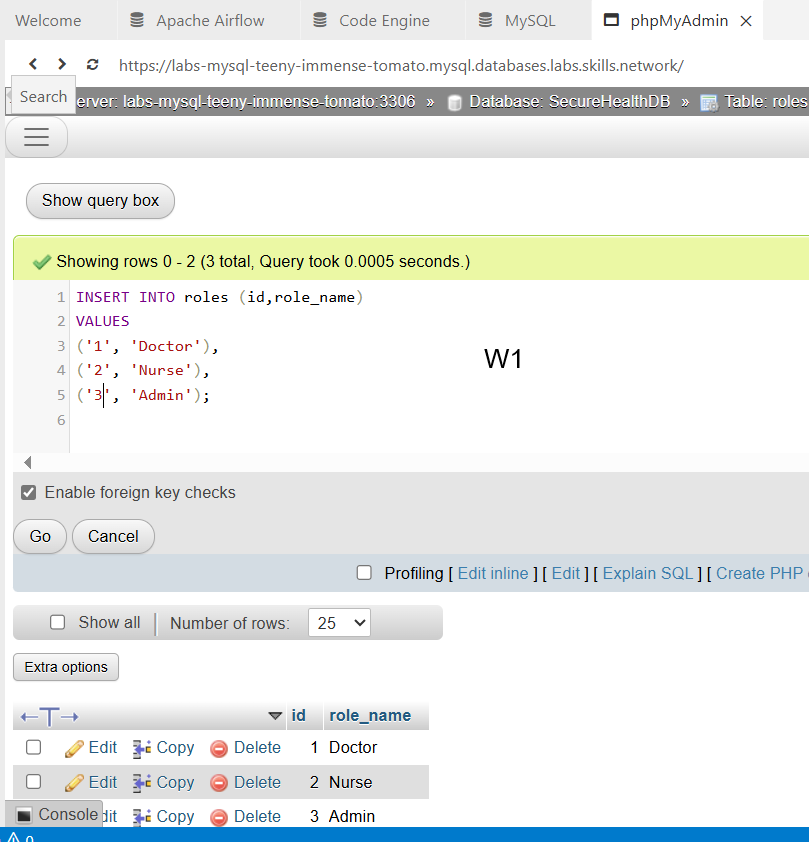 Welcome Apache Airflow Code Engine MySQL phpMyAdmin
https://labs-mysql-teeny-immense-tomato.mysql.databases.labs.skills.network/
Search
erver: labs-mysql-teeny-immense-tomato:3306 » Database: SecureHealthDB » Table: roles
Show query box
Showing rows 0 - 2 (3 total, Query took 0.0005 seconds.)
1 INSERT INTO roles (id,role_name)
2 VALUES
3 ('1', 'Doctor'),
W1
4 ('2', 'Nurse'),
5 ('3', 'Admin');
6
Enable foreign key checks
Go Cancel
Profiling [ Edit inline ] [ Edit ] [ Explain SQL ] [ Create PHP
Show all Number of rows: 25
Extra options
id role_name
Edit Copy Delete 1 Doctor
Edit Copy Delete 2 Nurse
Console dit Copy Delete 3 Admin
0